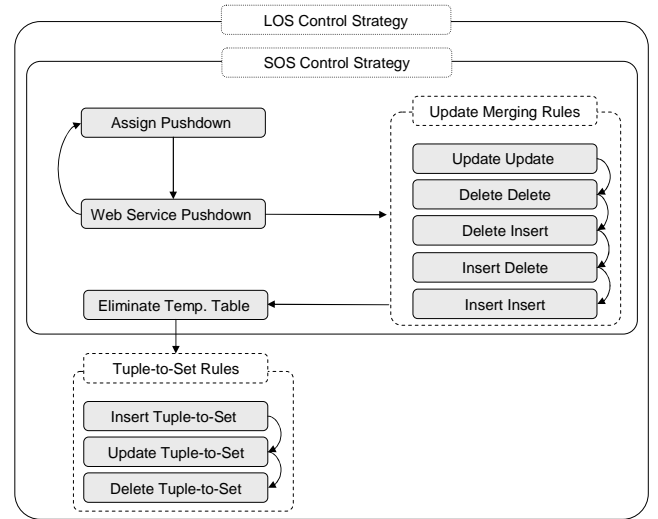 LOS Control Strategy
SOS Control Strategy
Assign Pushdown
Web Service Pushdown
Update Merging Rules
Update Update
Delete Delete
Delete Insert
Insert Delete
Insert Insert
Eliminate Temp. Table
Tuple-to-Set Rules
Insert Tuple-to-Set
Update Tuple-to-Set
Delete Tuple-to-Set